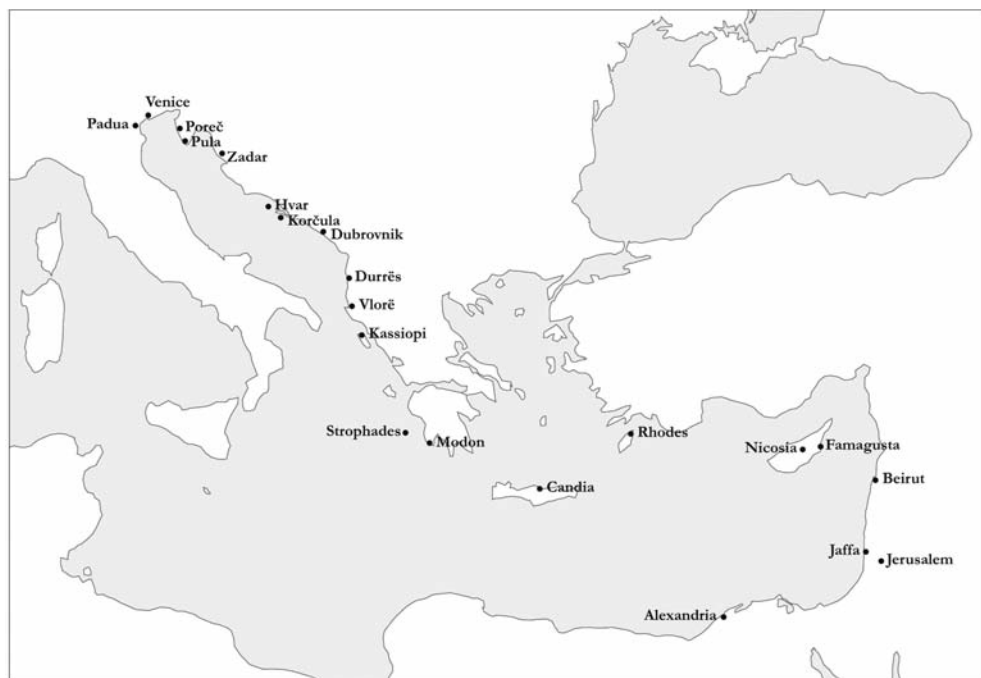 Venice
Padua
Poreč
Pula
Zadar
Hvar
Korčula
Dubrovnik
Durrës
Vlorë
Kassiopi
Strophades
Modon
Rhodes
Nicosia
Famagusta
Candia
Beirut
Jaffa
Jerusalem
Alexandria